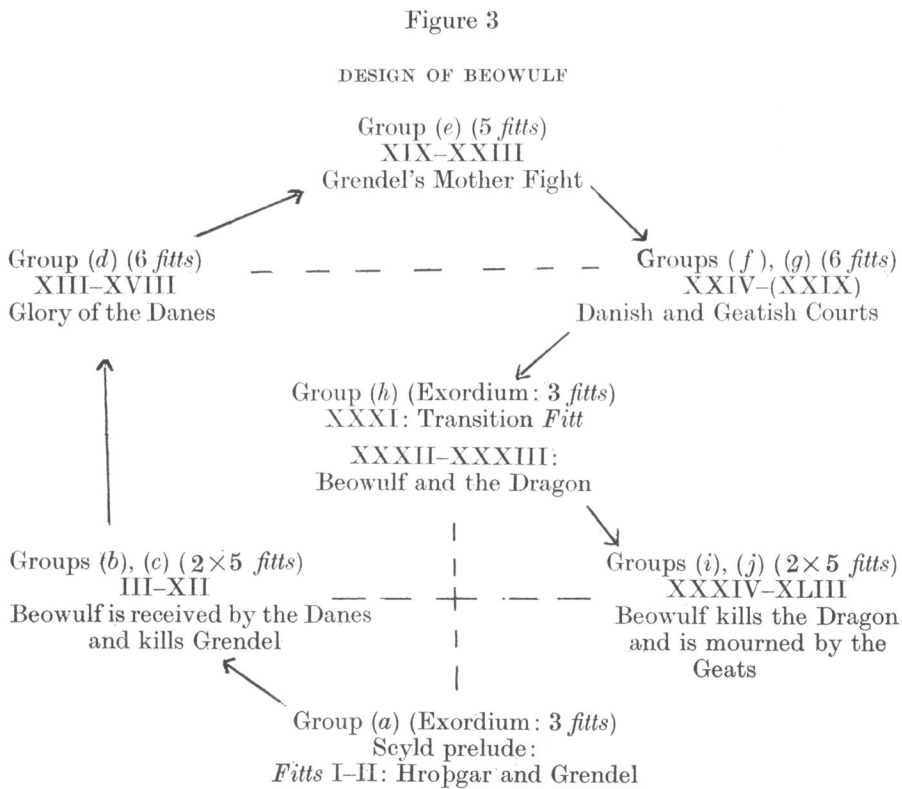 Figure 3
DESIGN OF BEOWULF
Group (e) (5 fitts)
XIX–XXIII
Grendel's Mother Fight
Group (d) (6 fitts)
XIII–XVIII
Glory of the Danes
Groups (f), (g) (6 fitts)
XXIV–(XXIX)
Danish and Geatish Courts
Group (h) (Exordium: 3 fitts)
XXXI: Transition Fitt
XXXII–XXXIII:
Beowulf and the Dragon
Groups (b), (c) (2×5 fitts)
III–XII
Beowulf is received by the Danes
and kills Grendel
Groups (i), (j) (2×5 fitts)
XXXIV–XLIII
Beowulf kills the Dragon
and is mourned by the
Geats
Group (a) (Exordium: 3 fitts)
Scyld prelude:
Fitts I–II: Hroþgar and Grendel